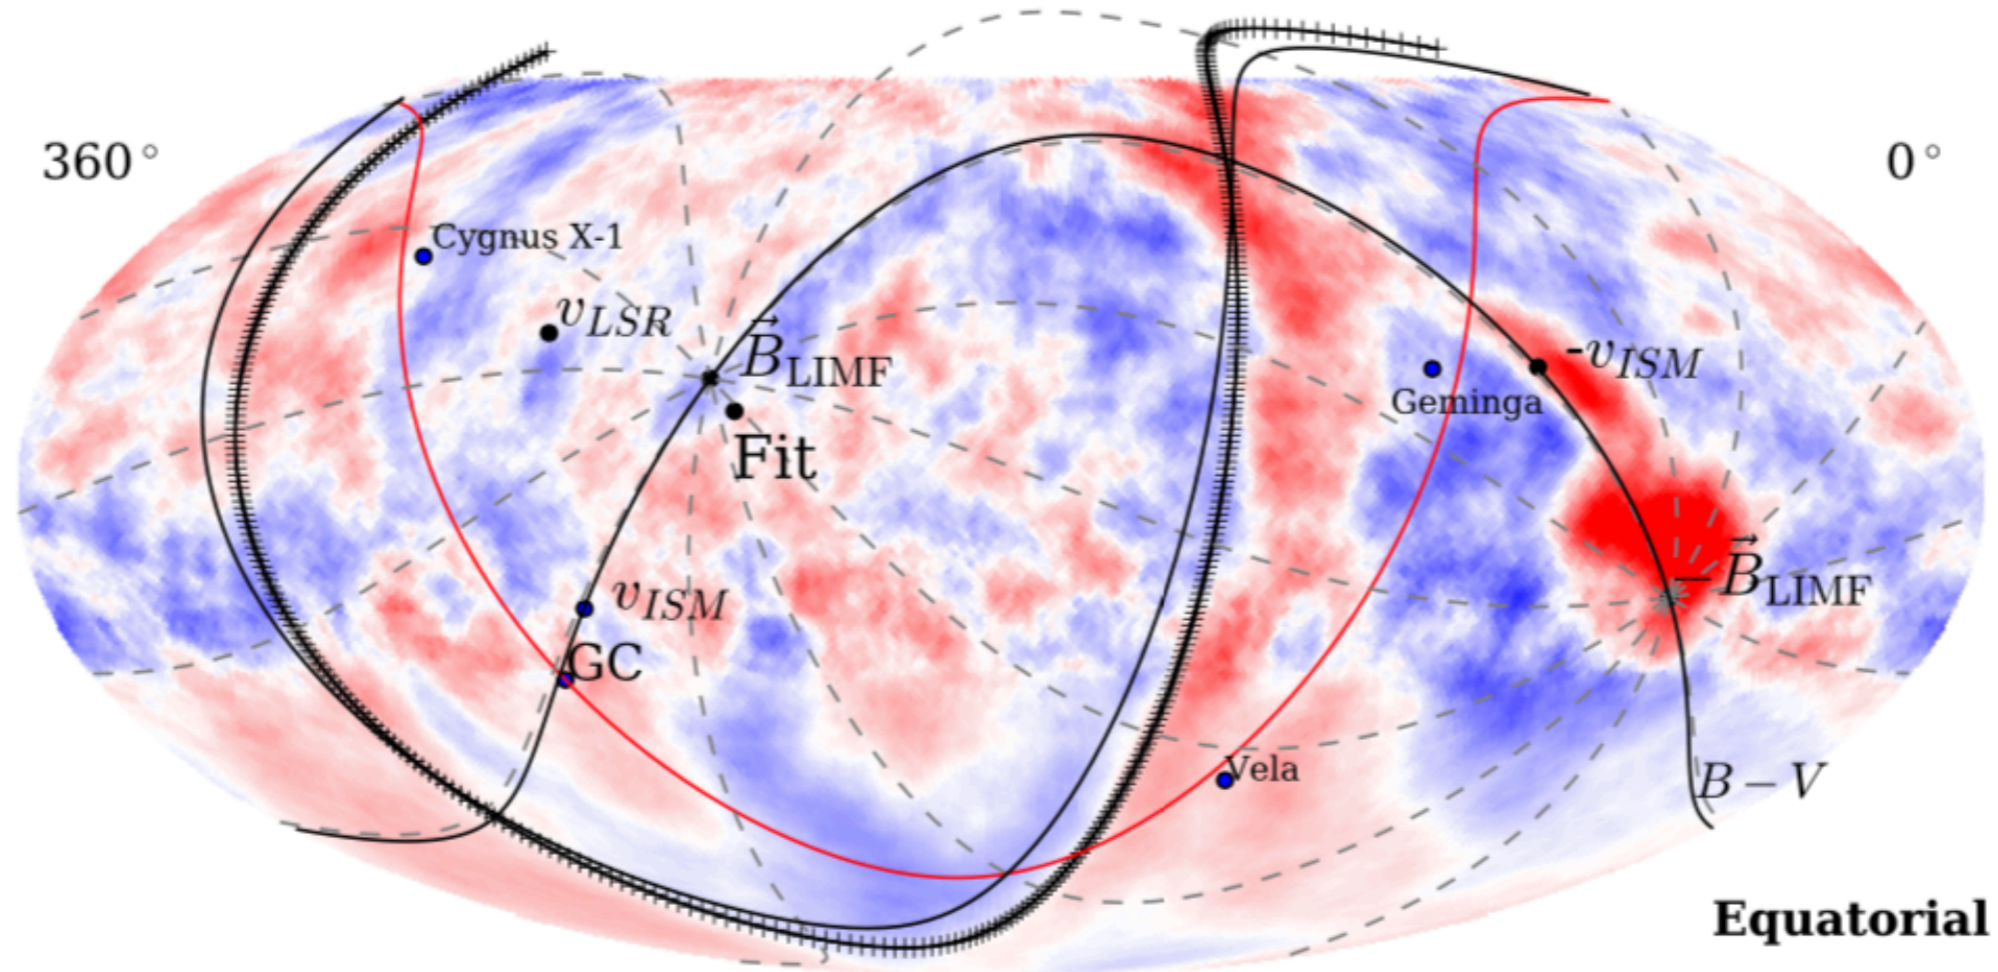 360°
0°
Cygnus X-1
v_LSR
B⃗_LIMF
-v_ISM
Geminga
Fit
−B⃗_LIMF
v_ISM
GC
Vela
B − V
Equatorial